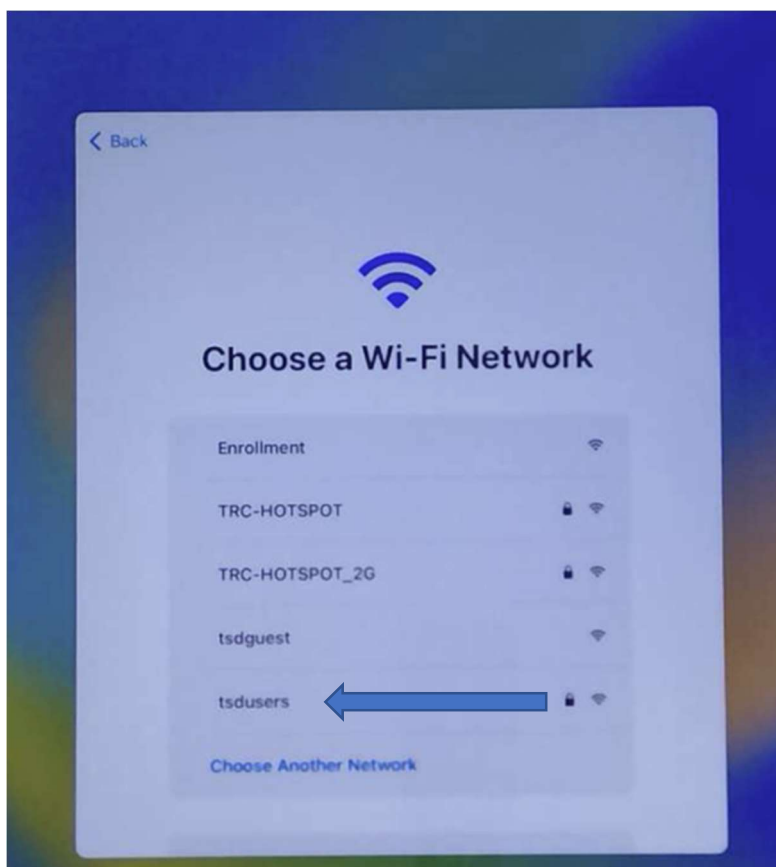 Back
Choose a Wi-Fi Network
Enrollment
TRC-HOTSPOT
TRC-HOTSPOT_2G
tsdguest
tsdusers
Choose Another Network